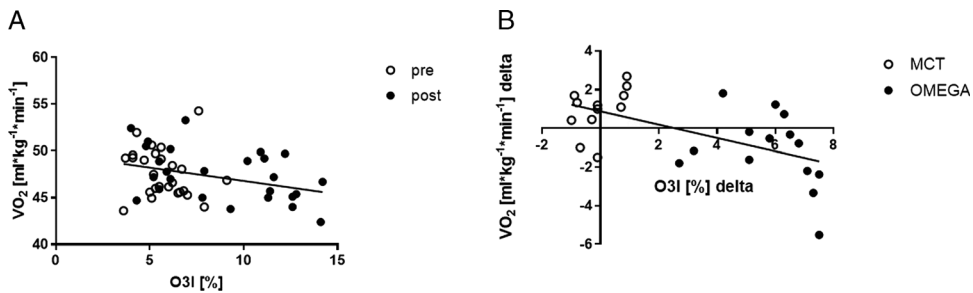 A
VO₂ [ml*kg⁻¹*min⁻¹]
60
55
50
45
40
0
5
10
15
O3I [%]
pre
post
B
VO₂ [ml*kg⁻¹*min⁻¹] delta
4
2
-2
-4
-6
-2
2
4
6
8
O3I [%] delta
MCT
OMEGA